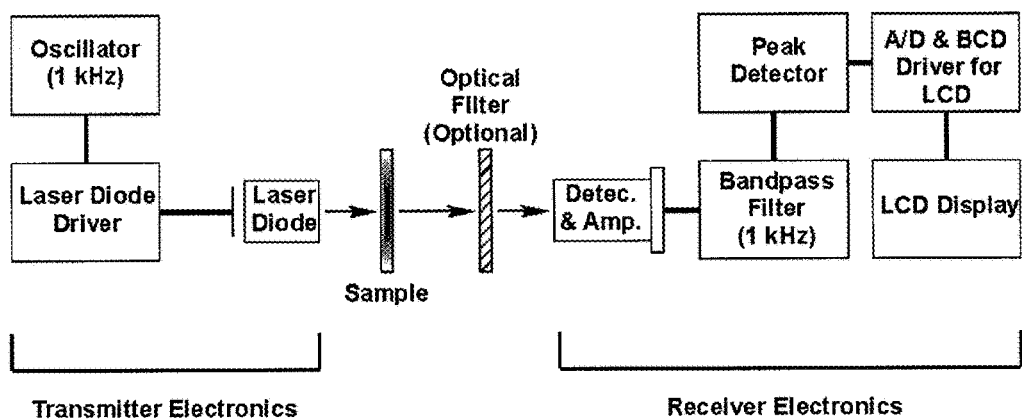 Oscillator
(1 kHz)
Laser Diode
Driver
Laser
Diode
Sample
Optical
Filter
(Optional)
Detec.
& Amp.
Bandpass
Filter
(1 kHz)
Peak
Detector
A/D & BCD
Driver for
LCD
LCD Display
Transmitter Electronics
Receiver Electronics